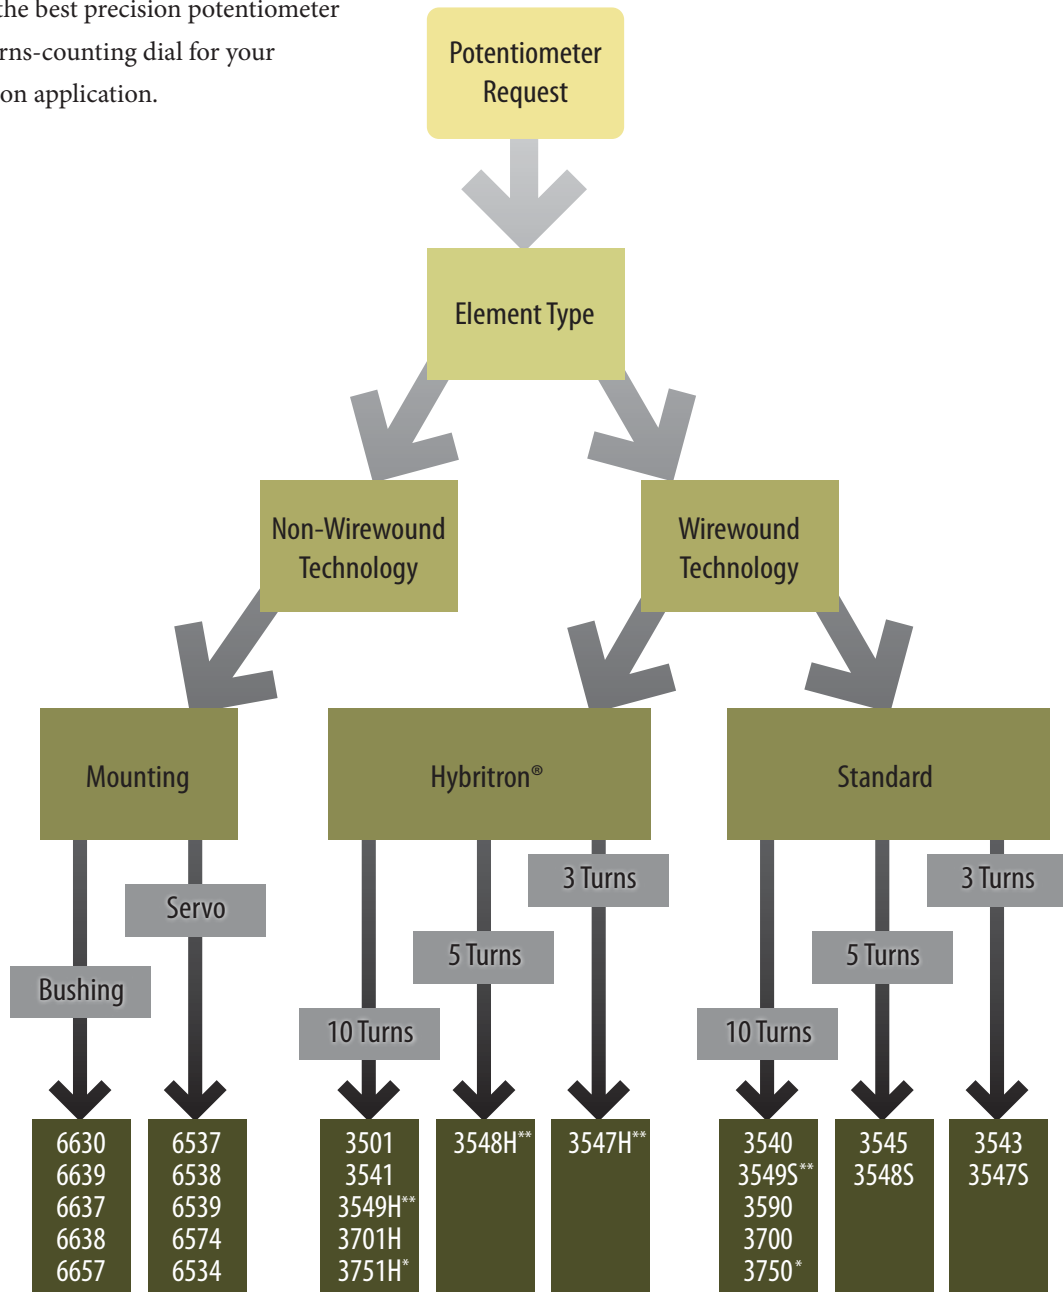 the best precision potentiometer
rns-counting dial for your
on application.
Potentiometer
Request
Element Type
Non-Wirewound
Technology
Wirewound
Technology
Mounting
Hybritron®
Standard
Servo
Bushing
3 Turns
5 Turns
10 Turns
3 Turns
5 Turns
10 Turns
6630
6639
6637
6638
6657
6537
6538
6539
6574
6534
3501
3541
3549H**
3701H
3751H*
3548H**
3547H**
3540
3549S**
3590
3700
3750*
3545
3548S
3543
3547S